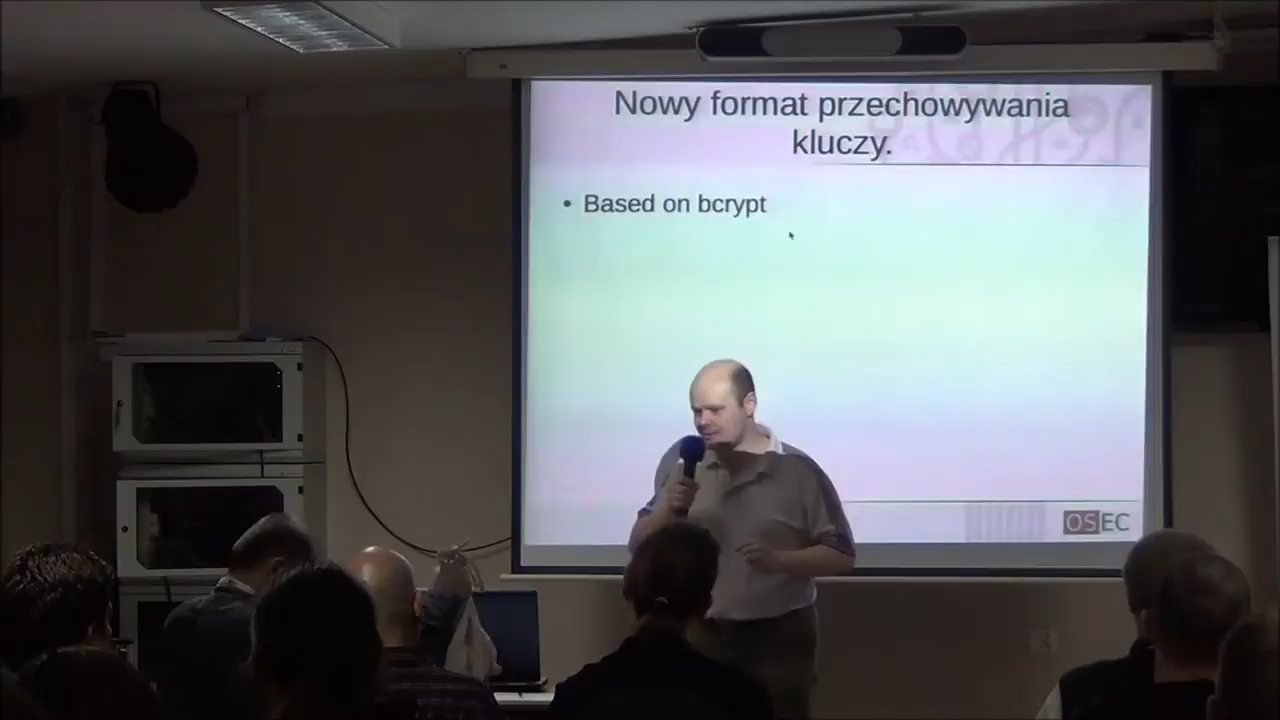 Nowy format przechowywania
kluczy.
• Based on bcrypt
OSEC